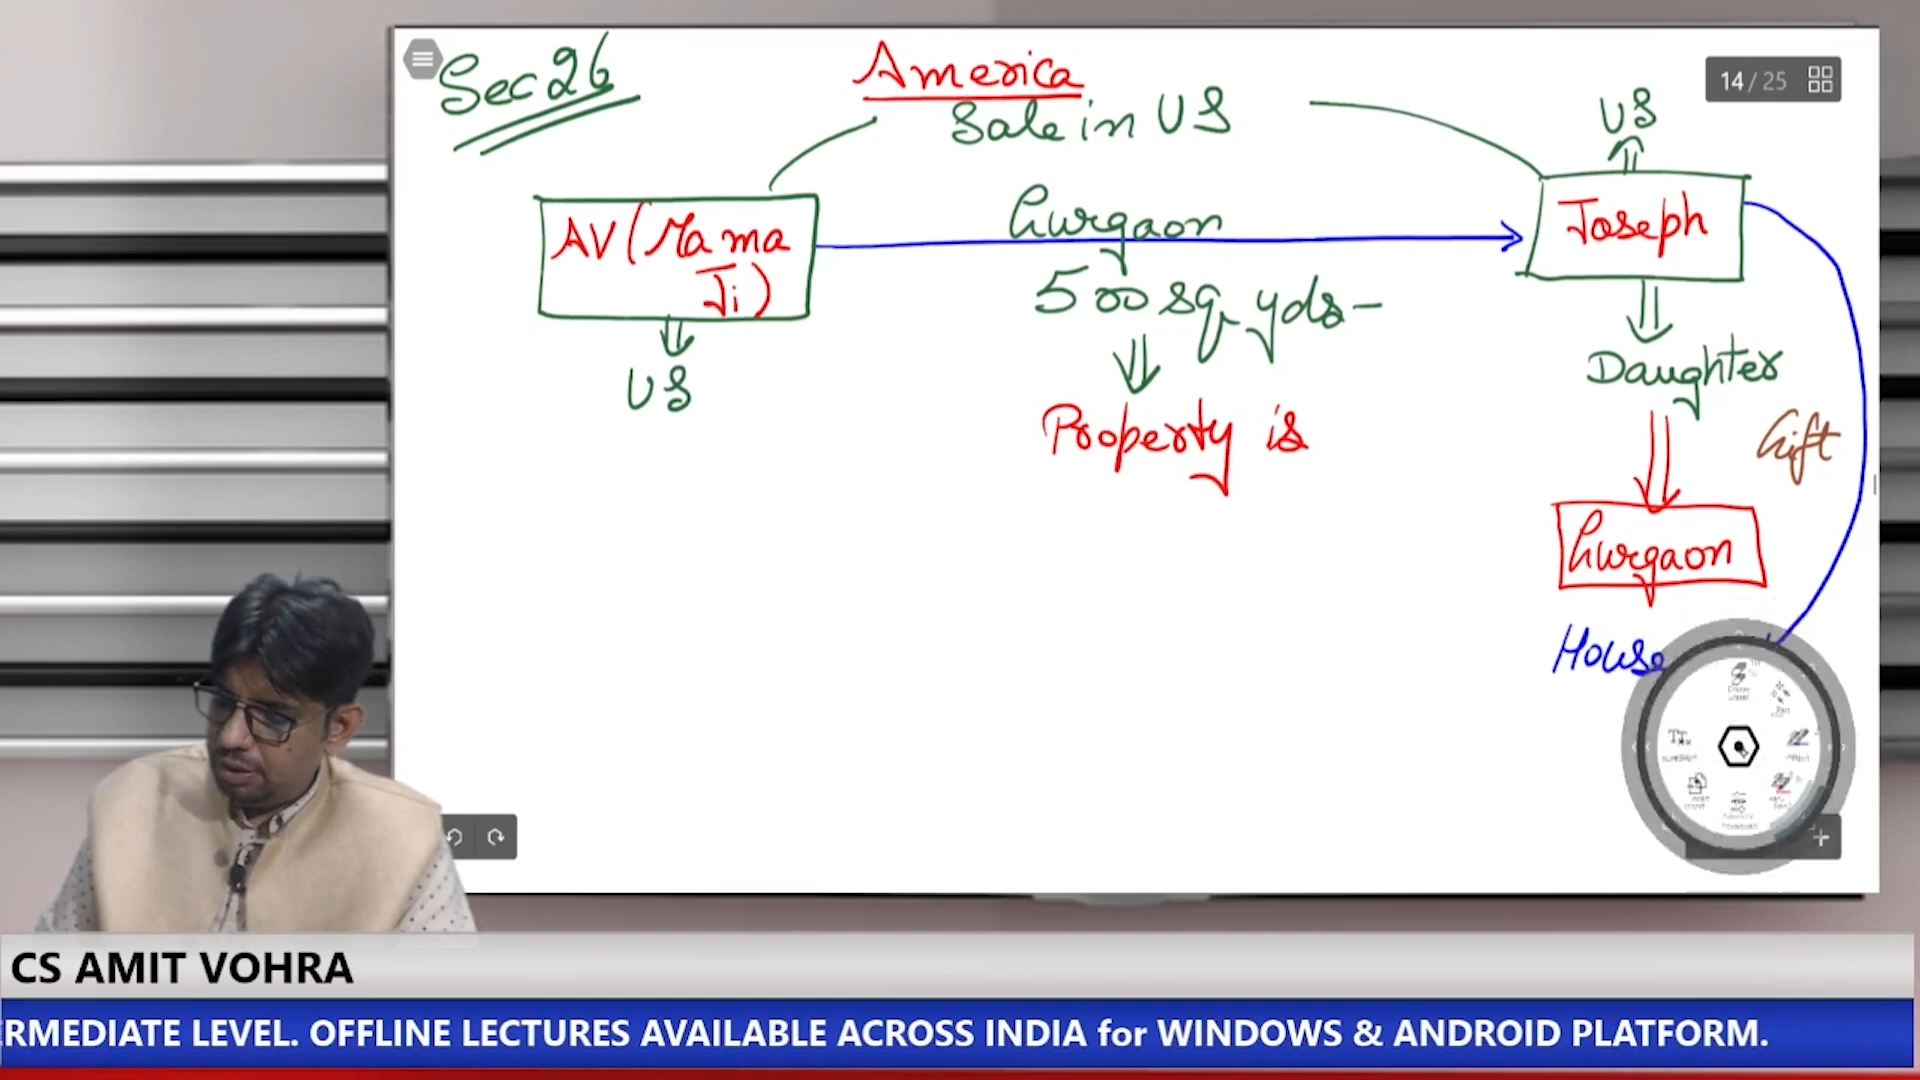 Sec 26
America
Sale in US
14 / 25
US
AV (Mama
Ji)
Gurgaon
Joseph
500 sq. yds-
US
Daughter
Property is
Gift
Gurgaon
House
CS AMIT VOHRA
RMEDIATE LEVEL. OFFLINE LECTURES AVAILABLE ACROSS INDIA for WINDOWS & ANDROID PLATFORM.